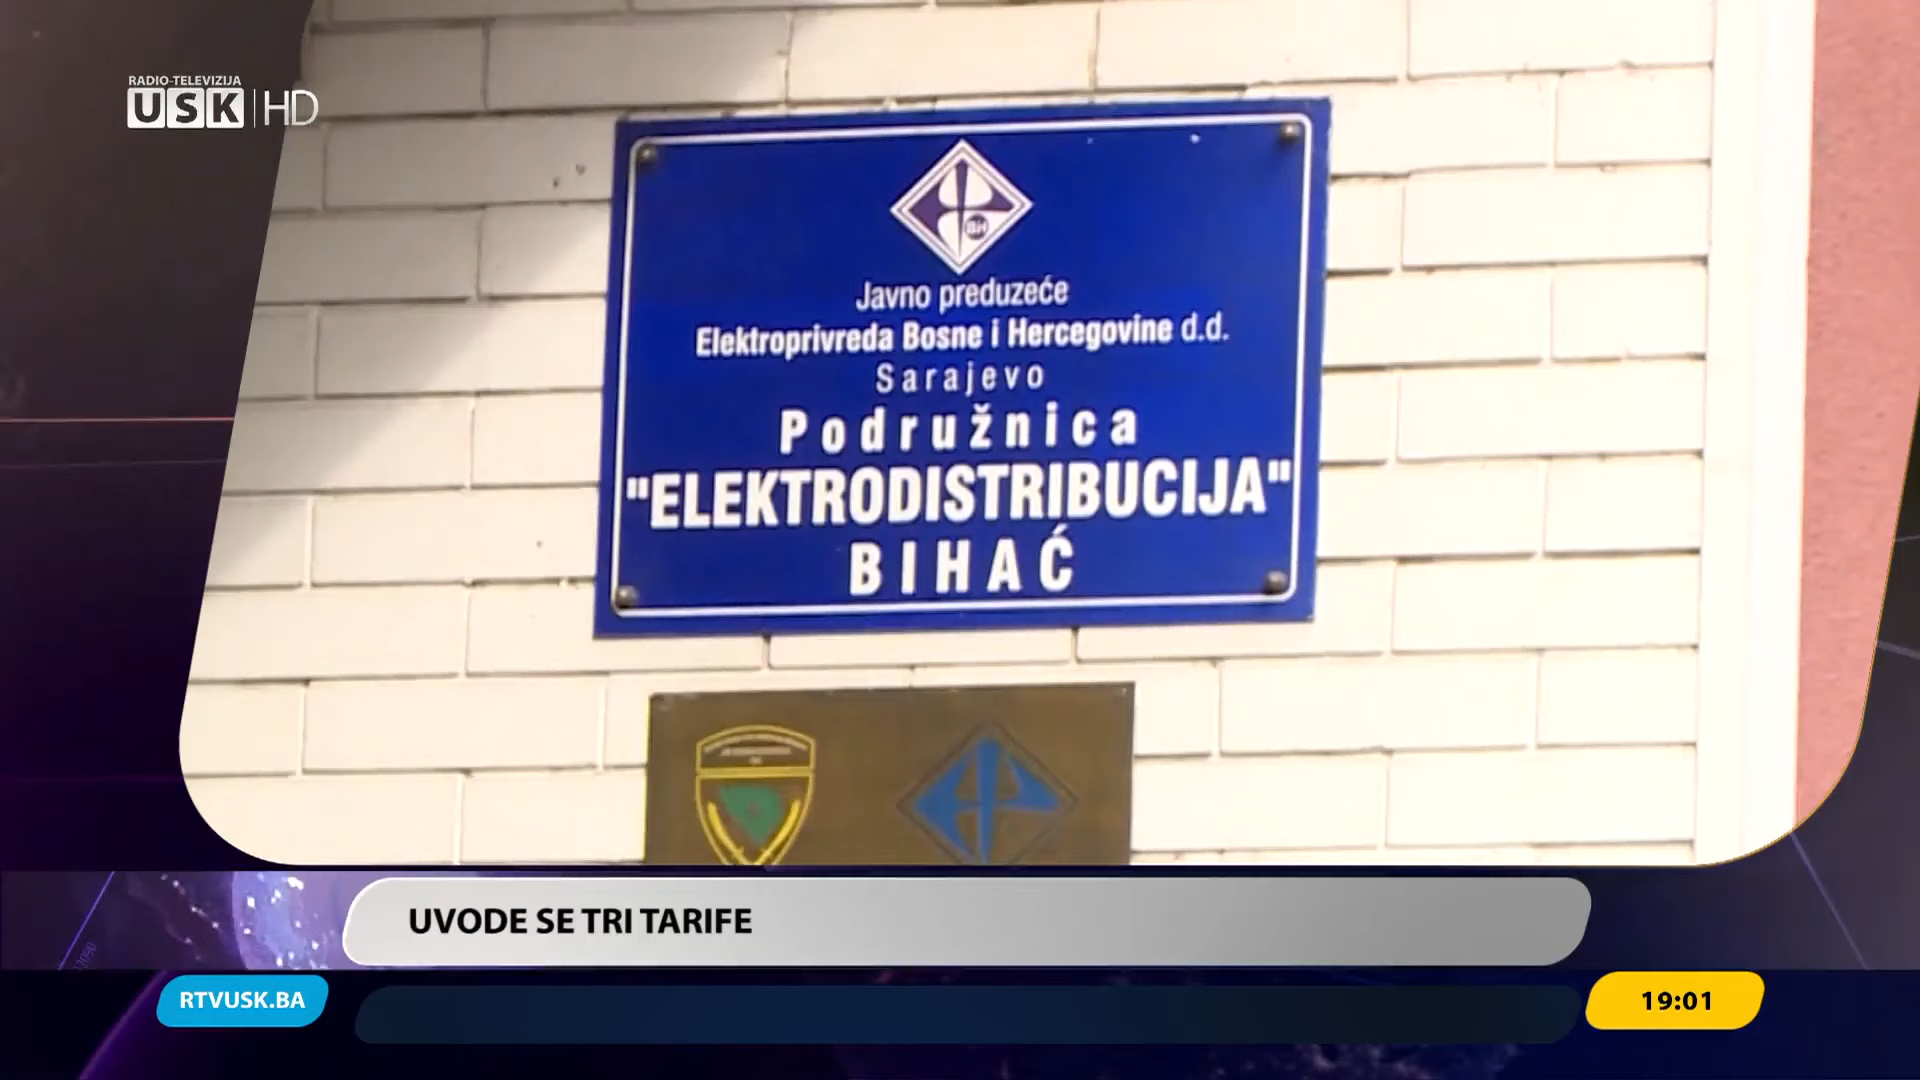 RADIO-TELEVIZIJA
USK HD
BH
Javno preduzeće
Elektroprivreda Bosne i Hercegovine d.d.
Sarajevo
Podružnica
"ELEKTRODISTRIBUCIJA"
BIHAĆ
UVODE SE TRI TARIFE
RTVUSK.BA
19:01